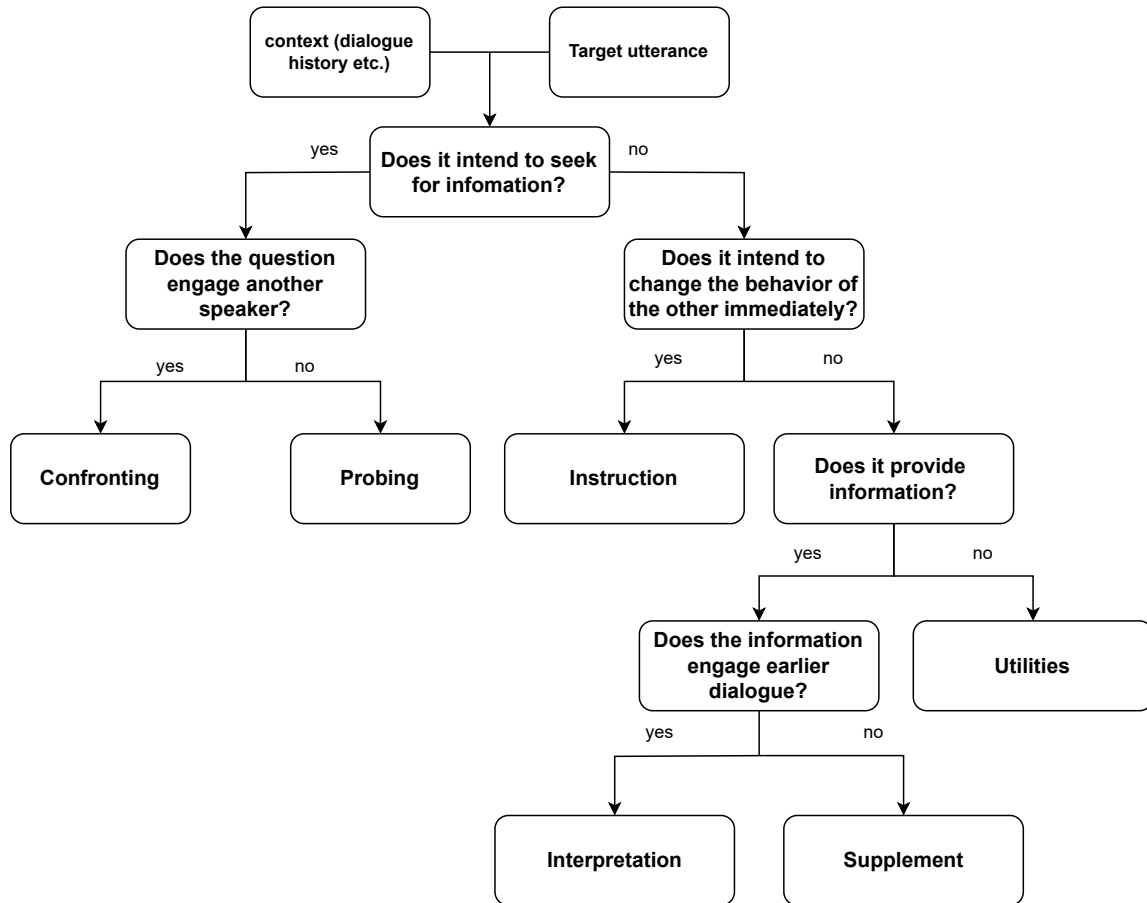 context (dialogue
history etc.)
Target utterance
yes
Does it intend to seek
for infomation?
no
Does the question
engage another
speaker?
Does it intend to
change the behavior of
the other immediately?
yes
no
yes
no
Confronting
Probing
Instruction
Does it provide
information?
yes
no
Does the information
engage earlier
dialogue?
Utilities
yes
no
Interpretation
Supplement